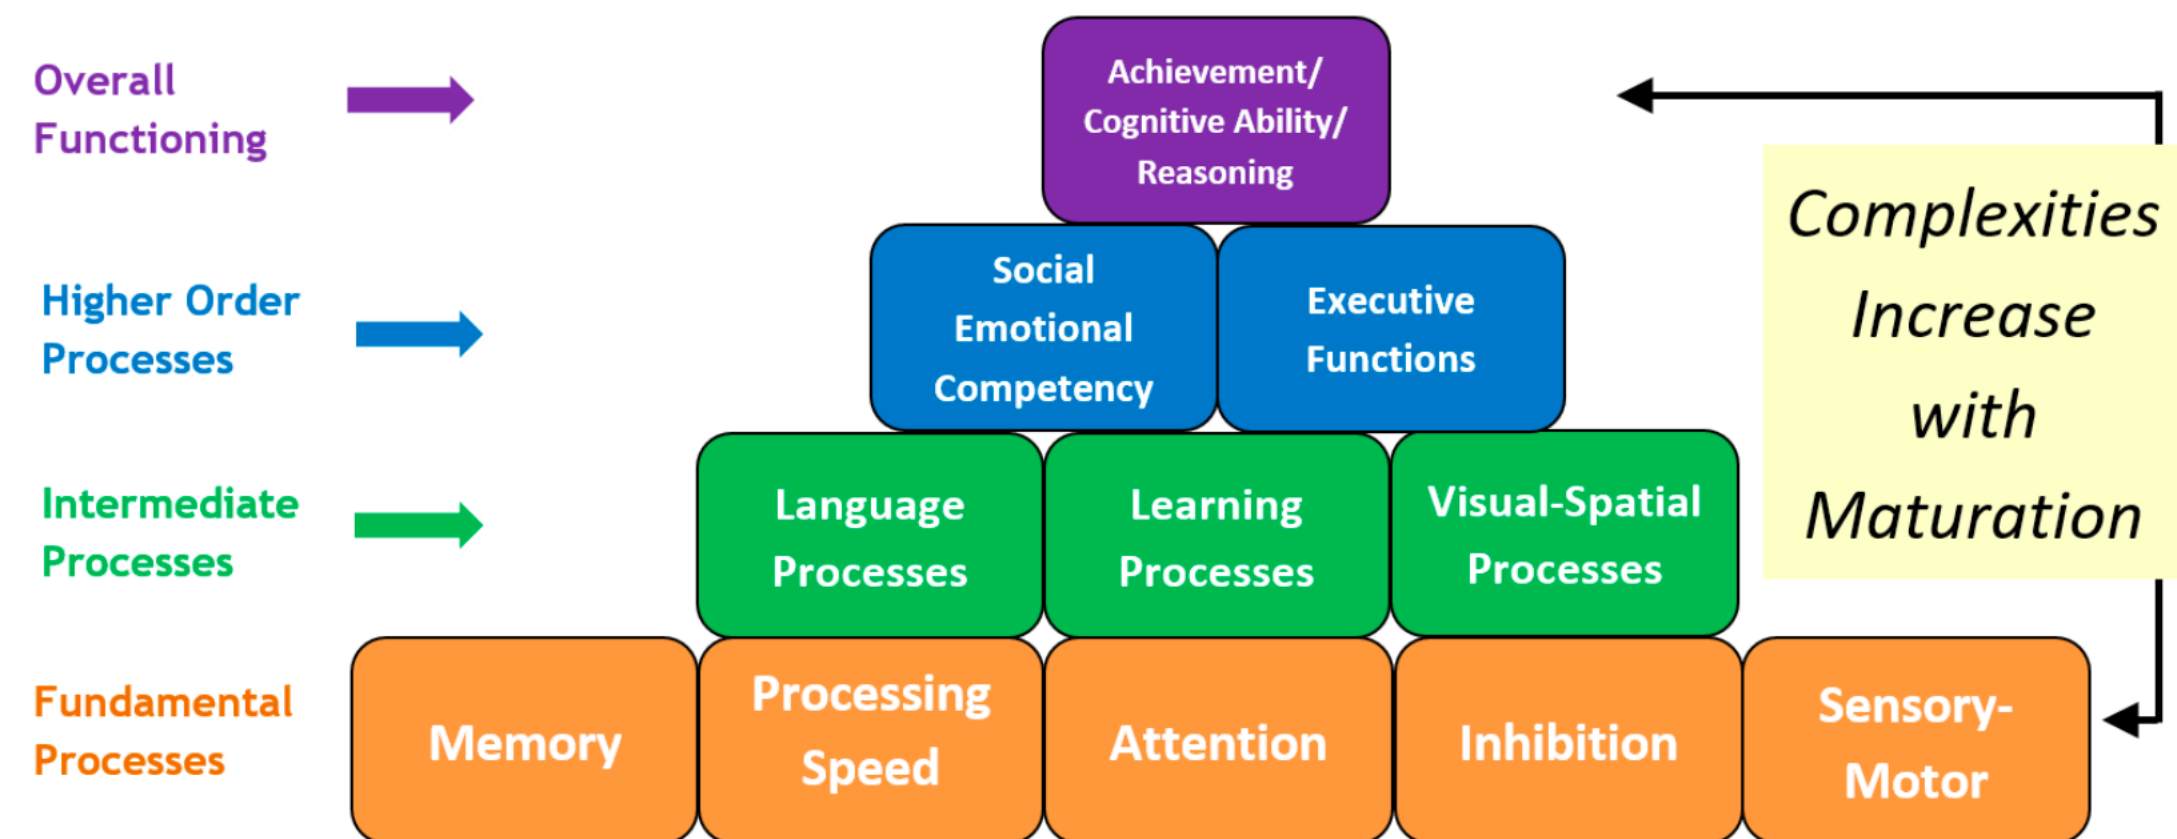 Overall
Functioning
Achievement/
Cognitive Ability/
Reasoning
Higher Order
Processes
Social
Emotional
Competency
Executive
Functions
Intermediate
Processes
Language
Processes
Learning
Processes
Visual-Spatial
Processes
Fundamental
Processes
Memory
Processing
Speed
Attention
Inhibition
Sensory-
Motor
Complexities
Increase
with
Maturation